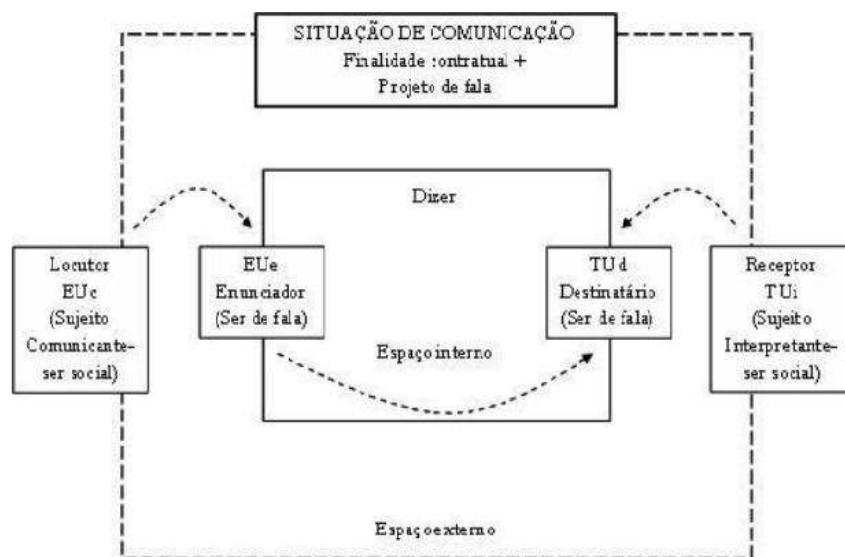 SITUAÇÃO DE COMUNICAÇÃO
Finalidade contratual +
Projeto de fala
Dizer
Locutor
EUc
(Sujeito
Comunicante-
ser social)
EUe
Enunciador
(Ser de fala)
TUd
Destinatário
(Ser de fala)
Receptor
TUi
(Sujeito
Interpretante-
ser social)
Espaço interno
Espaço externo